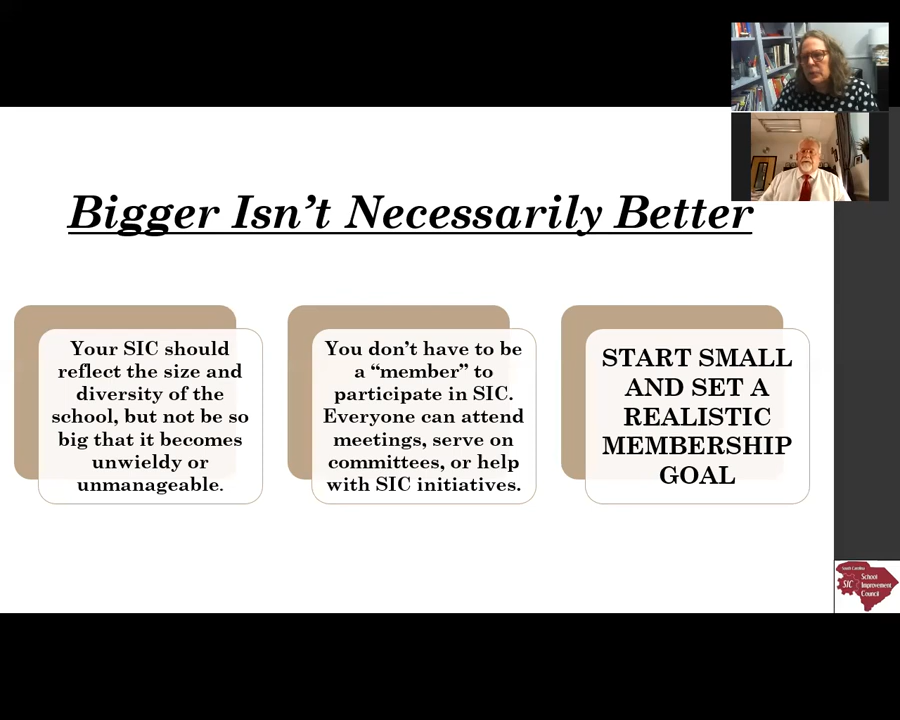 Bigger Isn’t Necessarily Better
Your SIC should
reflect the size and
diversity of the
school, but not be so
big that it becomes
unwieldy or
unmanageable.
You don’t have to be
a “member” to
participate in SIC.
Everyone can attend
meetings, serve on
committees, or help
with SIC initiatives.
START SMALL
AND SET A
REALISTIC
MEMBERSHIP
GOAL
South Carolina
SIC
School
Improvement
Council